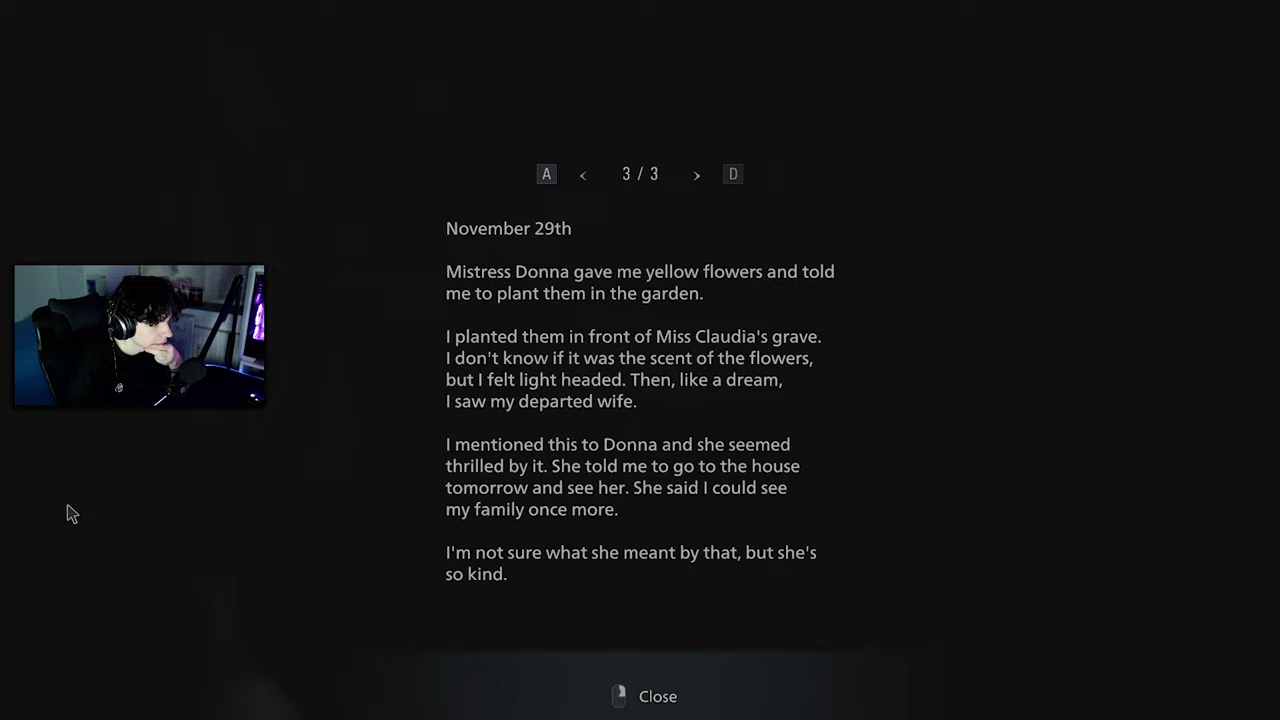 A < 3 / 3 > D
November 29th
Mistress Donna gave me yellow flowers and told
me to plant them in the garden.
I planted them in front of Miss Claudia's grave.
I don't know if it was the scent of the flowers,
but I felt light headed. Then, like a dream,
I saw my departed wife.
I mentioned this to Donna and she seemed
thrilled by it. She told me to go to the house
tomorrow and see her. She said I could see
my family once more.
I'm not sure what she meant by that, but she's
so kind.
Close